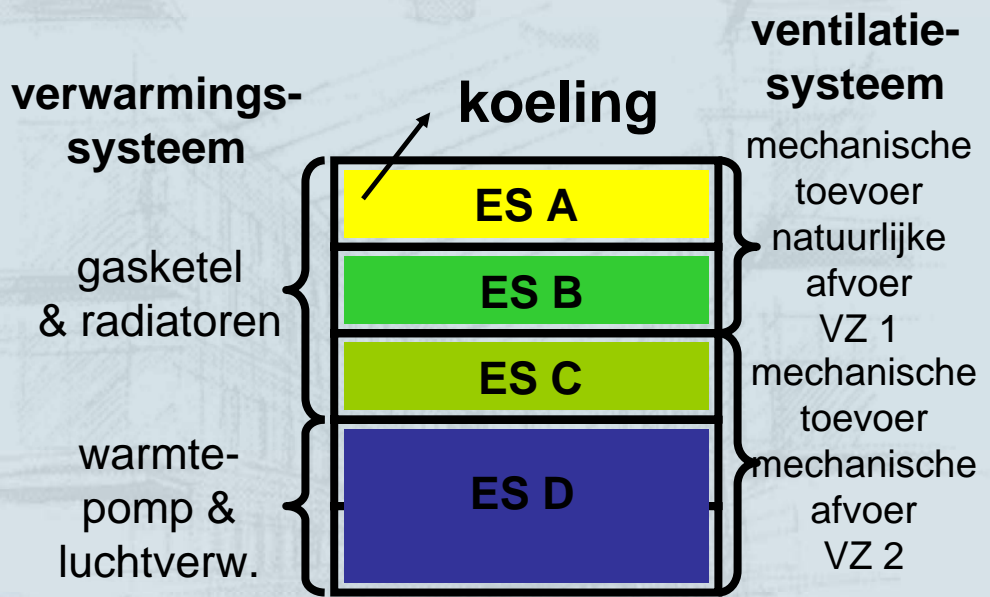 verwarmings-
systeem
gasketel
& radiatoren
warmte-
pomp &
luchtverw.
koeling
ES A
ES B
ES C
ES D
ventilatie-
systeem
mechanische
toevoer
natuurlijke
afvoer
VZ 1
mechanische
toevoer
mechanische
afvoer
VZ 2